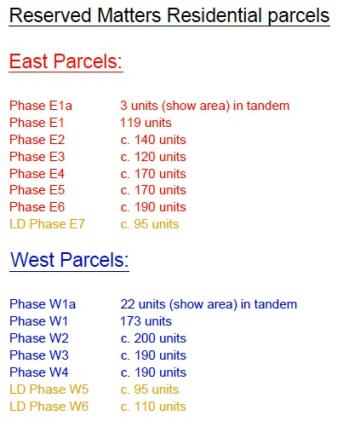 Reserved Matters Residential parcels
East Parcels:
Phase E1a 3 units (show area) in tandem
Phase E1 119 units
Phase E2 c. 140 units
Phase E3 c. 120 units
Phase E4 c. 170 units
Phase E5 c. 170 units
Phase E6 c. 190 units
LD Phase E7 c. 95 units
West Parcels:
Phase W1a 22 units (show area) in tandem
Phase W1 173 units
Phase W2 c. 200 units
Phase W3 c. 190 units
Phase W4 c. 190 units
LD Phase W5 c. 95 units
LD Phase W6 c. 110 units